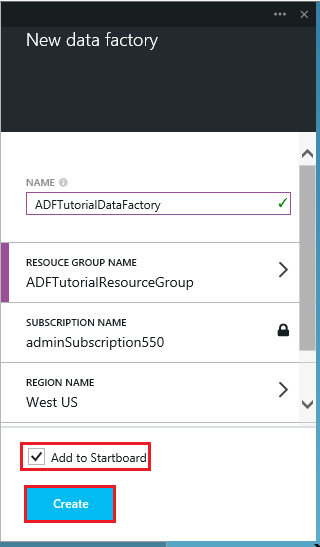 New data factory
NAME
ADFTutorialDataFactory
RESOUCE GROUP NAME
ADFTutorialResourceGroup
SUBSCRIPTION NAME
adminSubscription550
REGION NAME
West US
Add to Startboard
Create